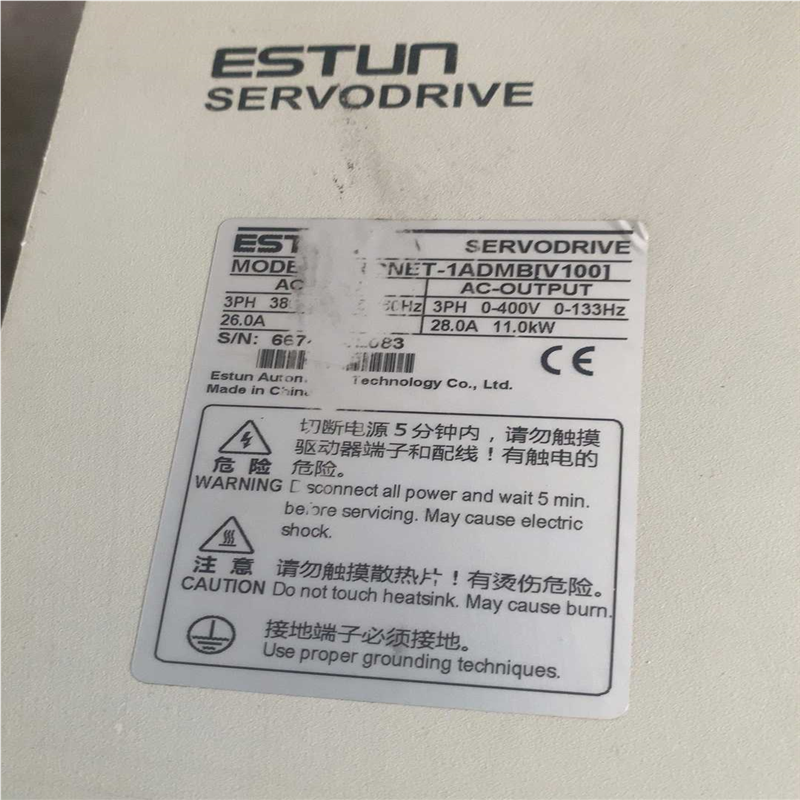 ESTUN
SERVODRIVE
SERVODRIVE
NET-1ADMB[V100]
AC-OUTPUT
3PH
3PH 0-400V 0-133Hz
26.0A
28.0A 11.0kW
S/N:
CE
Estun Technology Co., Ltd.
Made in
切断电源5分钟内，请勿触摸
驱动器端子和配线！有触电的
危险 危险。
WARNING Disconnect all power and wait 5 min.
before servicing. May cause electric
shock.
注意 请勿触摸散热片！有烫伤危险。
CAUTION Do not touch heatsink. May cause burn.
接地端子必须接地。
Use proper grounding techniques.